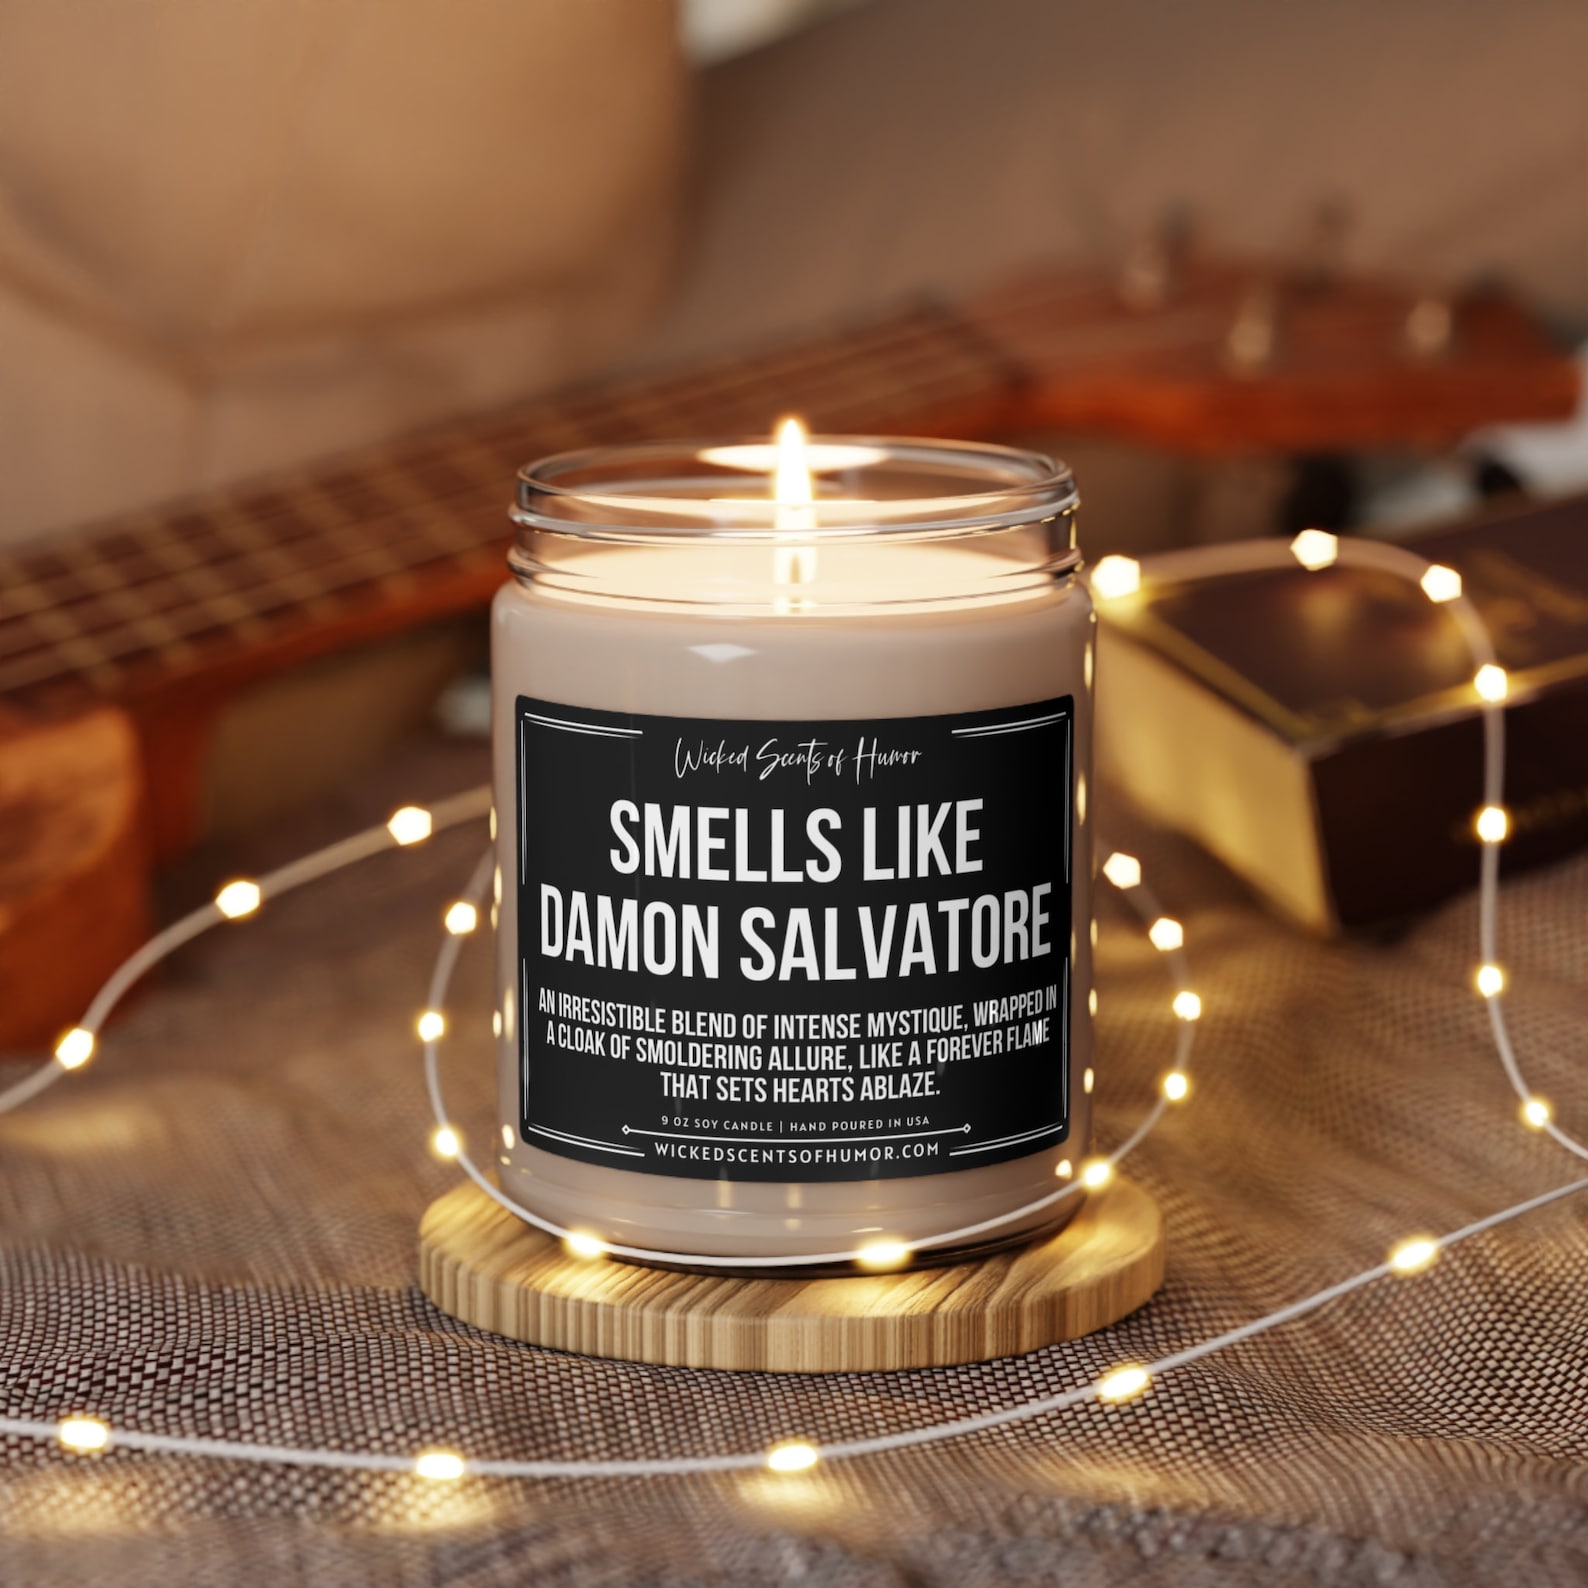 Wicked Scents of Humor
SMELLS LIKE
DAMON SALVATORE
AN IRRESISTIBLE BLEND OF INTENSE MYSTIQUE, WRAPPED IN
A CLOAK OF SMOLDERING ALLURE, LIKE A FOREVER FLAME
THAT SETS HEARTS ABLAZE.
9 OZ SOY CANDLE | HAND POURED IN USA
WICKEDSCENTSOFHUMOR.COM